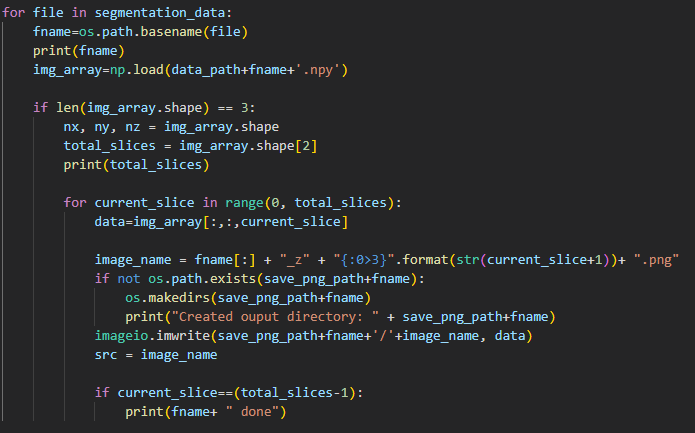 for file in segmentation_data:
    fname=os.path.basename(file)
    print(fname)
    img_array=np.load(data_path+fname+'.npy')

    if len(img_array.shape) == 3:
        nx, ny, nz = img_array.shape
        total_slices = img_array.shape[2]
        print(total_slices)

        for current_slice in range(0, total_slices):
            data=img_array[:,:,current_slice]

            image_name = fname[:] + "_z" + "{:0>3}".format(str(current_slice+1))+ ".png"
            if not os.path.exists(save_png_path+fname):
                os.makedirs(save_png_path+fname)
                print("Created ouput directory: " + save_png_path+fname)
            imageio.imwrite(save_png_path+fname+'/'+image_name, data)
            src = image_name

            if current_slice==(total_slices-1):
                print(fname+ " done")